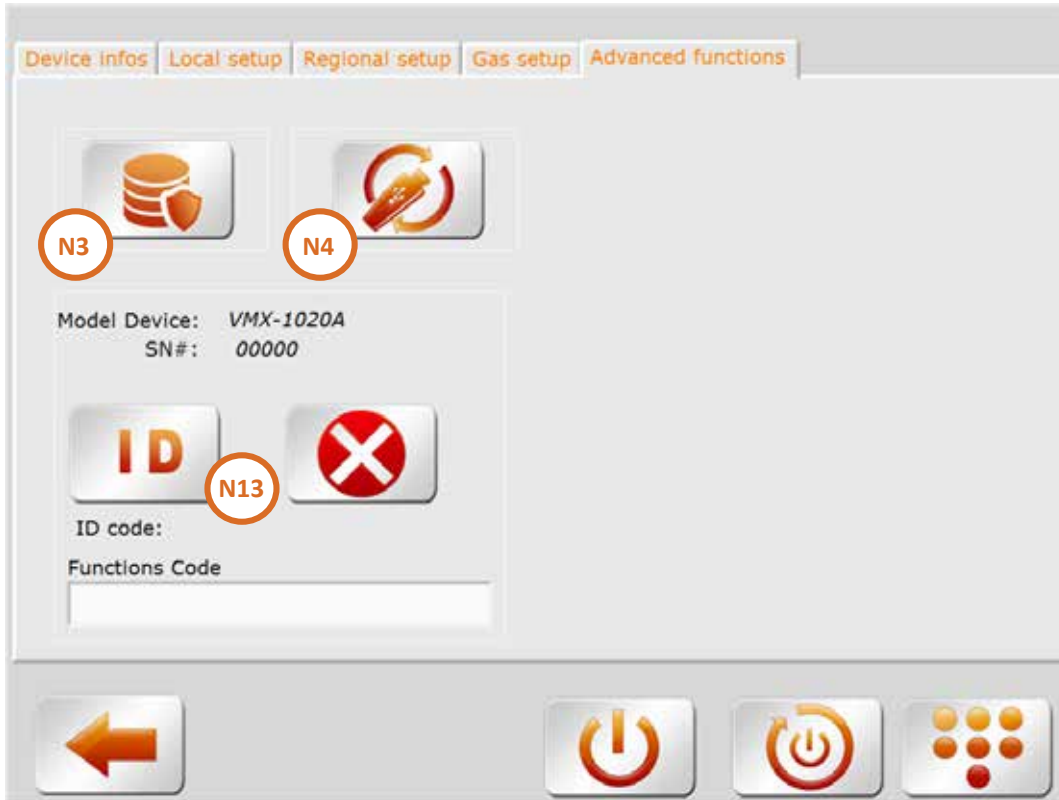 Device infos Local setup Regional setup Gas setup Advanced functions
N3 N4
Model Device: VMX-1020A
SN#: 00000
ID
N13
ID code:
Functions Code